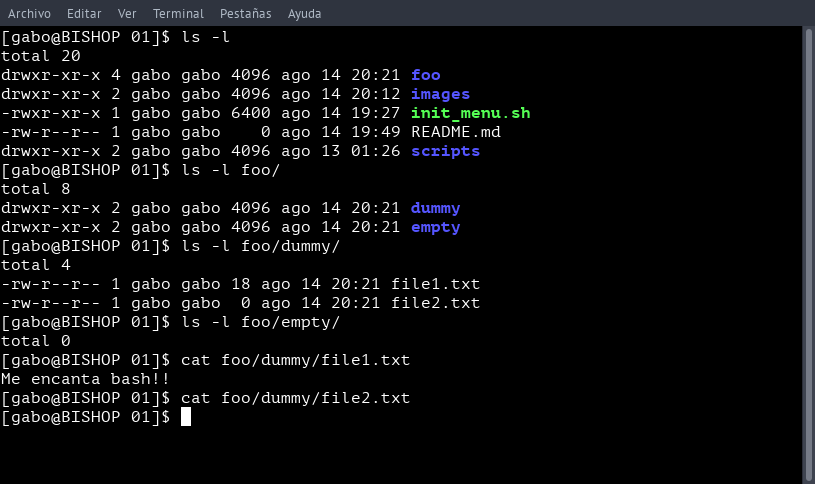 Archivo Editar Ver Terminal Pestañas Ayuda
[gabo@BISHOP 01]$ ls -l
total 20
drwxr-xr-x 4 gabo gabo 4096 ago 14 20:21 foo
drwxr-xr-x 2 gabo gabo 4096 ago 14 20:12 images
-rwxr-xr-x 1 gabo gabo 6400 ago 14 19:27 init_menu.sh
-rw-r--r-- 1 gabo gabo    0 ago 14 19:49 README.md
drwxr-xr-x 2 gabo gabo 4096 ago 13 01:26 scripts
[gabo@BISHOP 01]$ ls -l foo/
total 8
drwxr-xr-x 2 gabo gabo 4096 ago 14 20:21 dummy
drwxr-xr-x 2 gabo gabo 4096 ago 14 20:21 empty
[gabo@BISHOP 01]$ ls -l foo/dummy/
total 4
-rw-r--r-- 1 gabo gabo 18 ago 14 20:21 file1.txt
-rw-r--r-- 1 gabo gabo  0 ago 14 20:21 file2.txt
[gabo@BISHOP 01]$ ls -l foo/empty/
total 0
[gabo@BISHOP 01]$ cat foo/dummy/file1.txt
Me encanta bash!!
[gabo@BISHOP 01]$ cat foo/dummy/file2.txt
[gabo@BISHOP 01]$